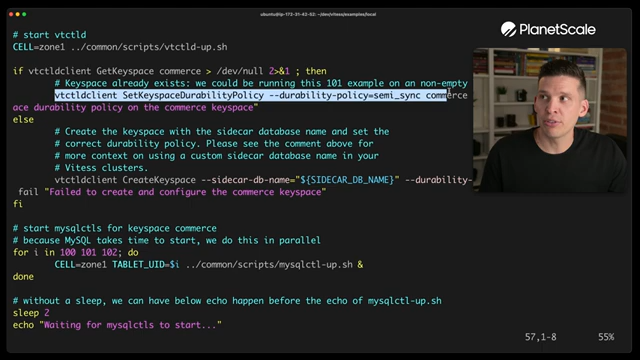 ubuntu@ip-172-31-43-52: ~/dev/vitess/examples/local
PlanetScale
# start vtctld
CELL=zone1 ../common/scripts/vtctld-up.sh
if vtctldclient GetKeyspace commerce > /dev/null 2>&1 ; then
# Keyspace already exists: we could be running this 101 example on an non-empty
vtctldclient SetKeyspaceDurabilityPolicy --durability-policy=semi_sync commerce
ace durability policy on the commerce keyspace"
else
# Create the keyspace with the sidecar database name and set the
# correct durability policy. Please see the comment above for
# more context on using a custom sidecar database name in your
# Vitess clusters.
vtctldclient CreateKeyspace --sidecar-db-name="${SIDECAR_DB_NAME}" --durability-
fail "Failed to create and configure the commerce keyspace"
fi
# start mysqlctls for keyspace commerce
# because MySQL takes time to start, we do this in parallel
for i in 100 101 102; do
CELL=zone1 TABLET_UID=$i ../common/scripts/mysqlctl-up.sh &
done
# without a sleep, we can have below echo happen before the echo of mysqlctl-up.sh
sleep 2
echo "Waiting for mysqlctls to start..."
57,1-8 55%